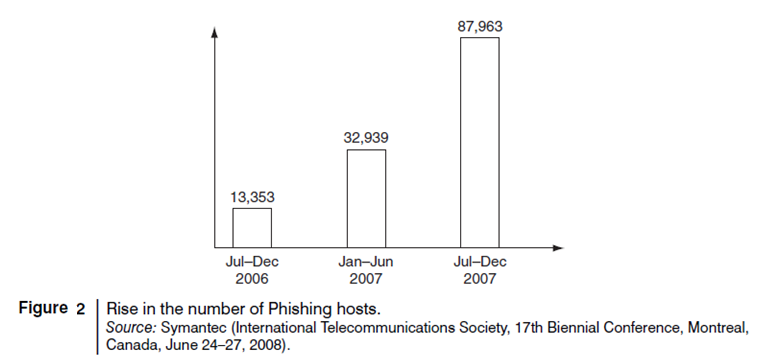 87,963
32,939
13,353
Jul–Dec Jan–Jun Jul–Dec
2006 2007 2007
Figure 2 Rise in the number of Phishing hosts.
Source: Symantec (International Telecommunications Society, 17th Biennial Conference, Montreal,
Canada, June 24–27, 2008).